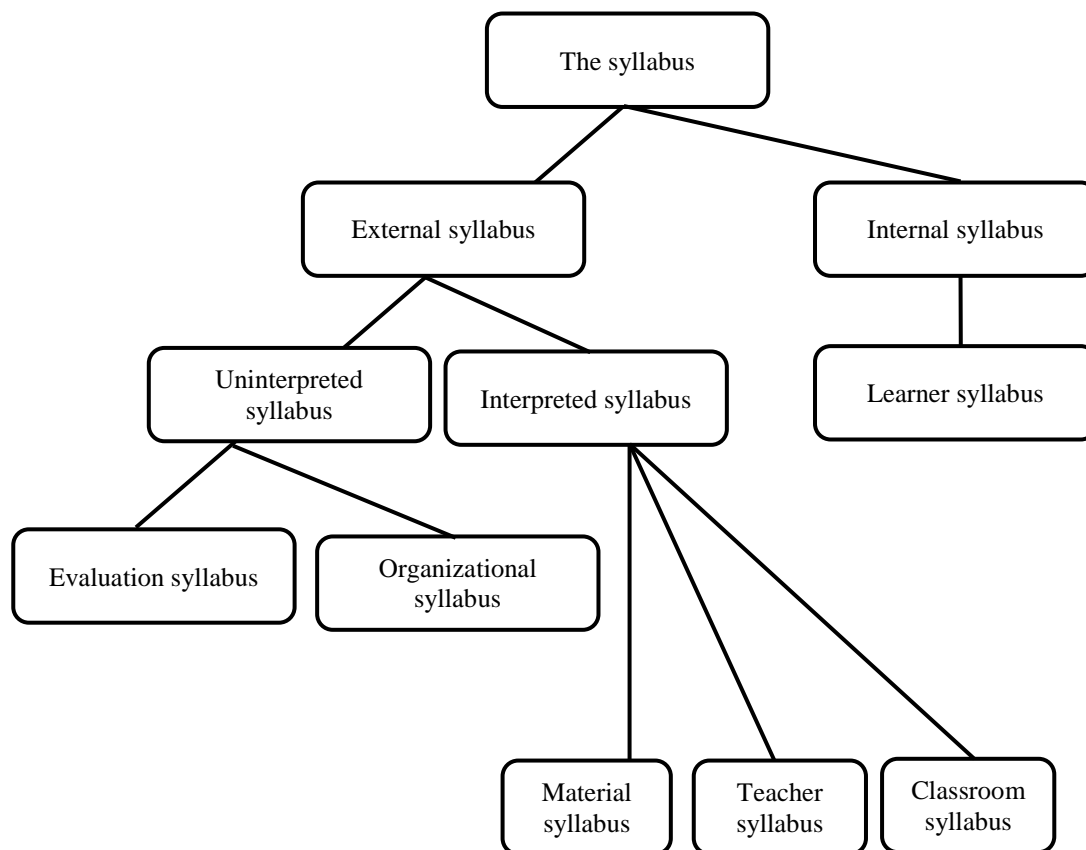 The syllabus
External syllabus
Internal syllabus
Uninterpreted
syllabus
Interpreted syllabus
Learner syllabus
Evaluation syllabus
Organizational
syllabus
Material
syllabus
Teacher
syllabus
Classroom
syllabus